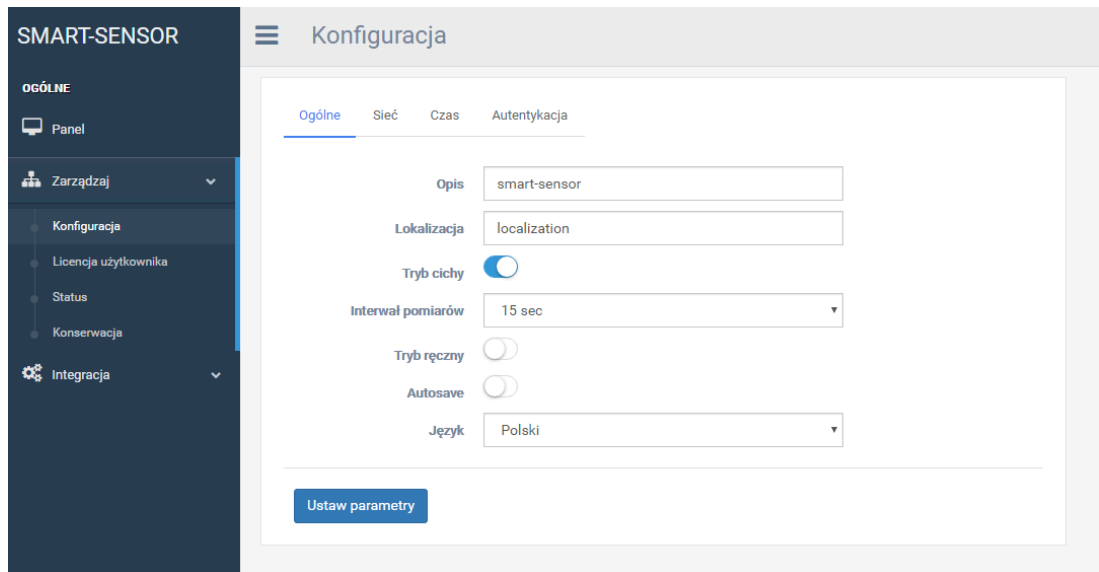 SMART-SENSOR
OGÓLNE
Panel
Zarządzaj
Konfiguracja
Licencja użytkownika
Status
Konserwacja
Integracja
Konfiguracja
Ogólne Sieć Czas Autentykacja
Opis smart-sensor
Lokalizacja localization
Tryb cichy
Interwał pomiarów 15 sec
Tryb ręczny
Autosave
Język Polski
Ustaw parametry